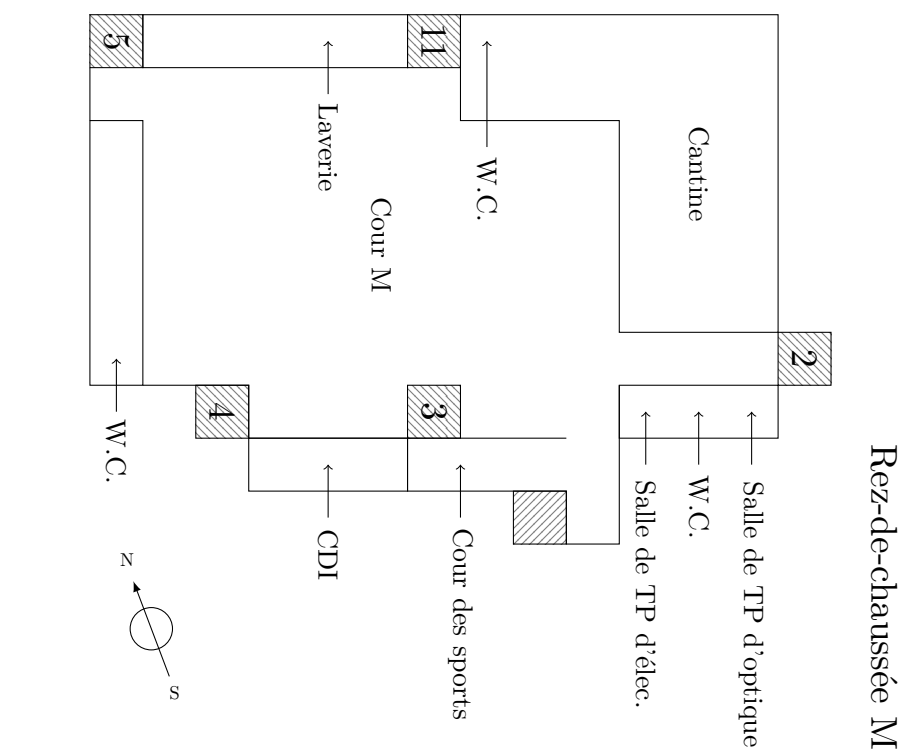 Rez-de-chaussée M
2
Cantine
Salle de TP d'optique
W.C.
Salle de TP d'élec.
W.C.
11
Cour M
3
Cour des sports
Laverie
CDI
4
5
W.C.
N
S